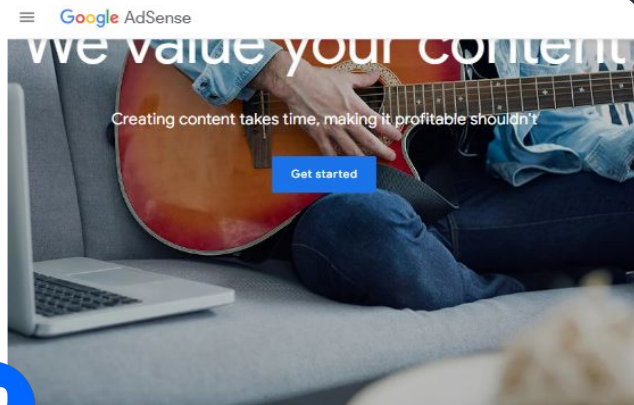 Google AdSense
We value your content
Creating content takes time, making it profitable shouldn't
Get started